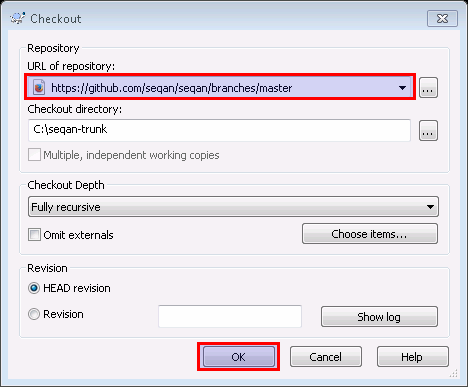 Checkout
Repository
URL of repository:
https://github.com/seqan/seqan/branches/master
...
Checkout directory:
C:\seqan-trunk
...
Multiple, independent working copies
Checkout Depth
Fully recursive
Omit externals
Choose items...
Revision
HEAD revision
Revision
Show log
OK
Cancel
Help